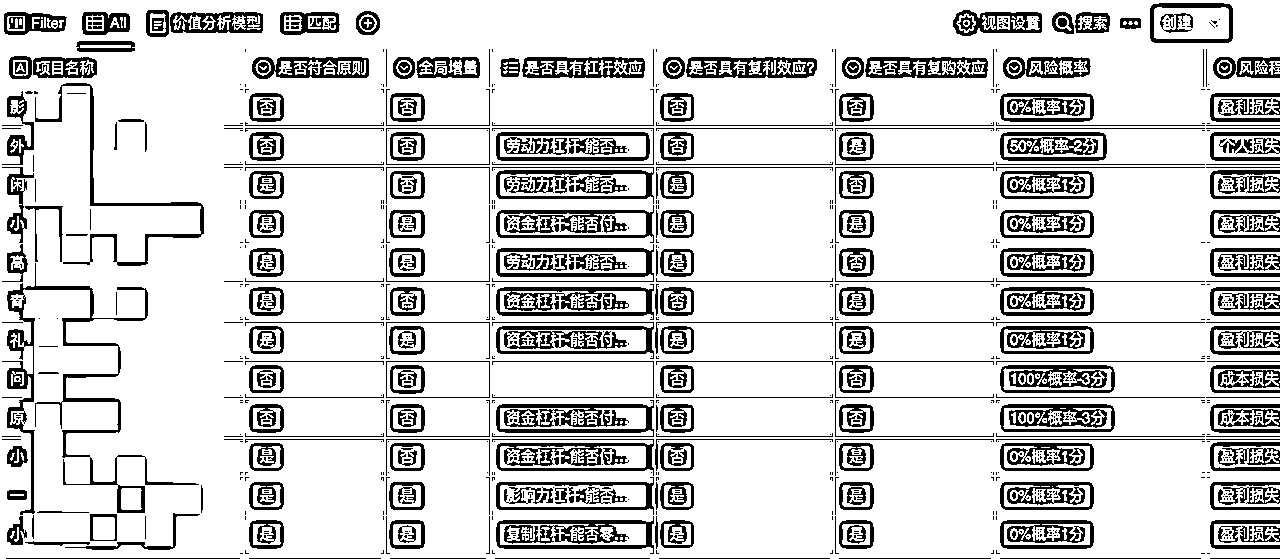 Filter All 价值分析模型 匹配 视图设置 搜索 ... 创建
项目名称 是否符合原则 全局增量 是否具有杠杆效应 是否具有复利效应? 是否具有复购效应 风险概率 风险程
影 否 否 否 否 0%概率1分 盈利损失
外 否 否 劳动力杠杆-能否... 否 是 50%概率-2分 个人损失
闲 是 否 劳动力杠杆-能否... 是 否 0%概率1分 盈利损失
小 是 是 资金杠杆-能否付... 是 是 0%概率1分 盈利损失
高 是 是 劳动力杠杆-能否... 是 否 0%概率1分 盈利损失
育 是 否 资金杠杆-能否付... 否 是 0%概率1分 盈利损失
礼 是 是 资金杠杆-能否付... 是 是 0%概率1分 盈利损失
问 否 否 否 否 100%概率-3分 成本损失
原 否 否 资金杠杆-能否付... 否 否 100%概率-3分 成本损失
小 是 否 资金杠杆-能否付... 否 是 0%概率1分 盈利损失
一 是 是 影响力杠杆-能否... 是 是 0%概率1分 盈利损失
小 是 是 复制杠杆-能否零... 是 是 0%概率1分 盈利损失